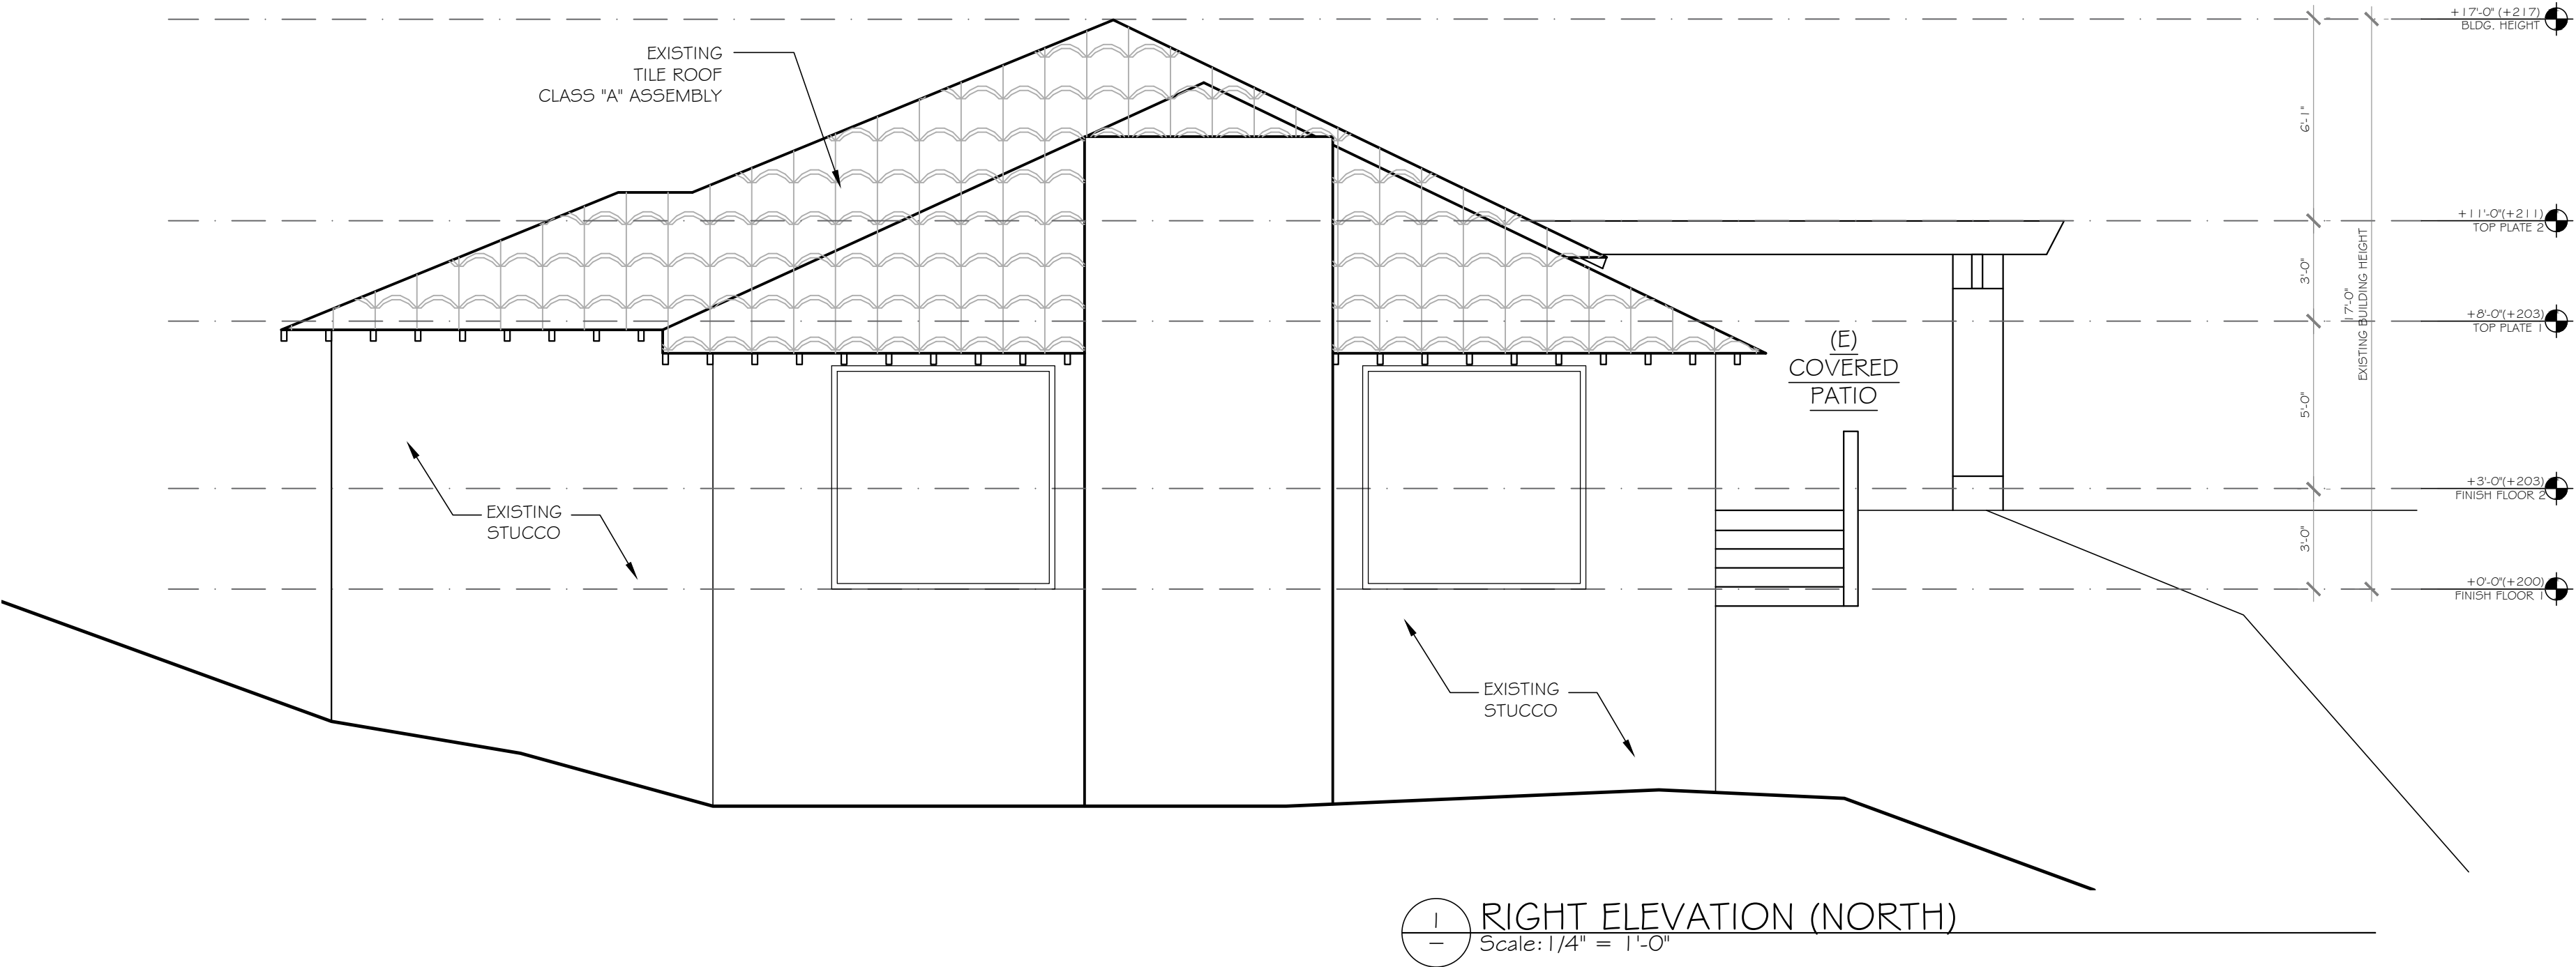 +17'-0" (+217)
BLDG. HEIGHT
EXISTING
TILE ROOF
CLASS "A" ASSEMBLY
6'-1"
+11'-0"(+211)
TOP PLATE 2
3'-0"
17'-0"
EXISTING BUILDING HEIGHT
+8'-0"(+203)
TOP PLATE 1
(E)
COVERED
PATIO
5'-0"
+3'-0"(+203)
FINISH FLOOR 2
EXISTING
STUCCO
3'-0"
+0'-0"(+200)
FINISH FLOOR 1
EXISTING
STUCCO
1
RIGHT ELEVATION (NORTH)
–
Scale: 1/4" = 1'-0"